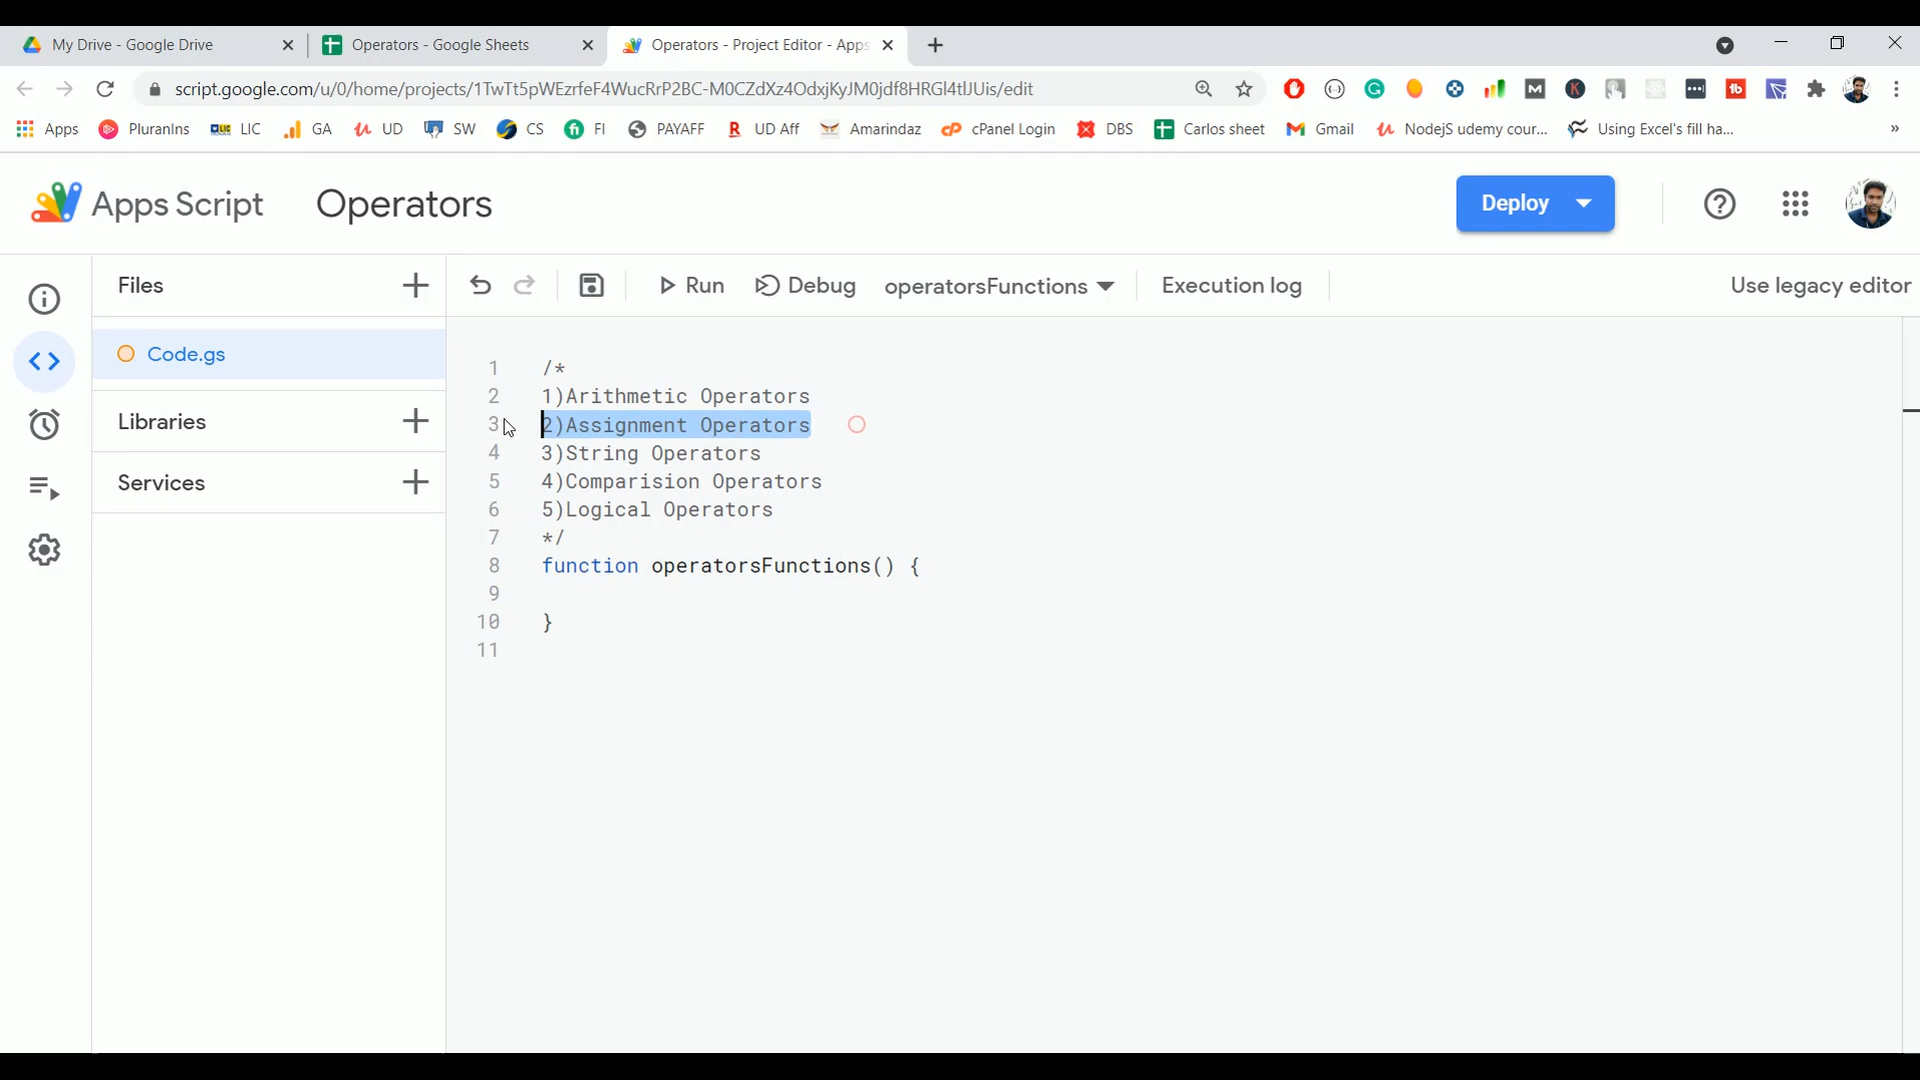 My Drive - Google Drive
Operators - Google Sheets
Operators - Project Editor - Apps
script.google.com/u/0/home/projects/1TwTt5pWEzrfeF4WucRrP2BC-M0CZdXz4OdxjKyJM0jdf8HRGl4tlJUis/edit
Apps PluranIns LIC GA UD SW CS FI PAYAFF UD Aff Amarindaz cPanel Login DBS Carlos sheet Gmail NodejS udemy cour... Using Excel's fill ha... »
Apps Script Operators Deploy
Files Run Debug operatorsFunctions Execution log Use legacy editor
Code.gs
Libraries
Services
1 /*
2 1)Arithmetic Operators
3 2)Assignment Operators
4 3)String Operators
5 4)Comparision Operators
6 5)Logical Operators
7 */
8 function operatorsFunctions() {
9
10 }
11